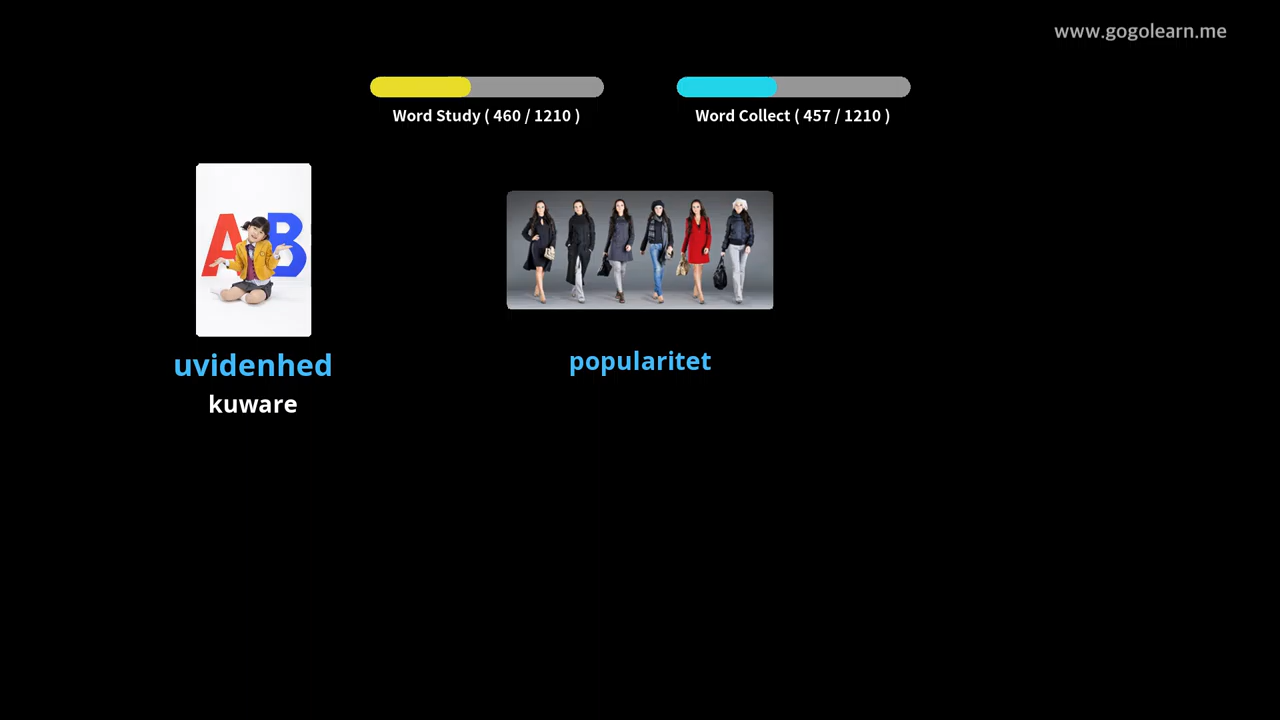 www.gogolearn.me
Word Study ( 460 / 1210 )
Word Collect ( 457 / 1210 )
A B
uvidenhed
kuware
popularitet